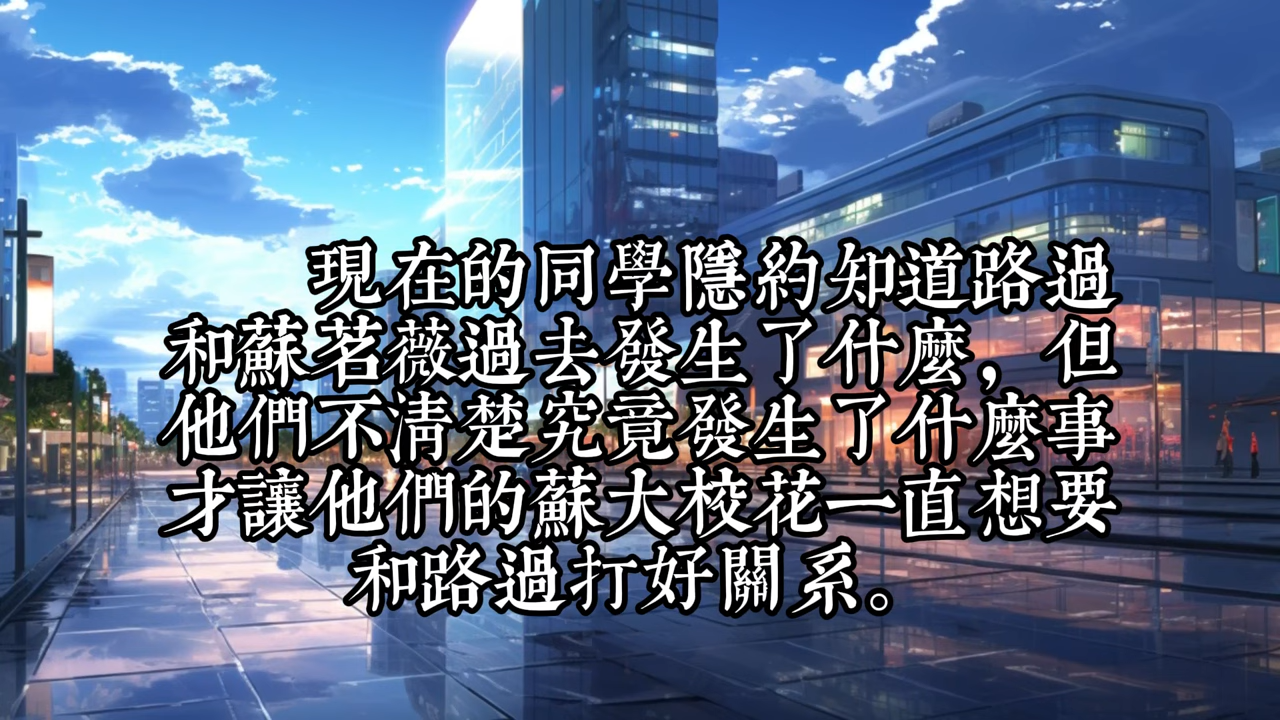 現在的同學隱約知道路過
和蘇茗薇過去發生了什麼，但
他們不清楚究竟發生了什麼事
才讓他們的蘇大校花一直想要
和路過打好關系。